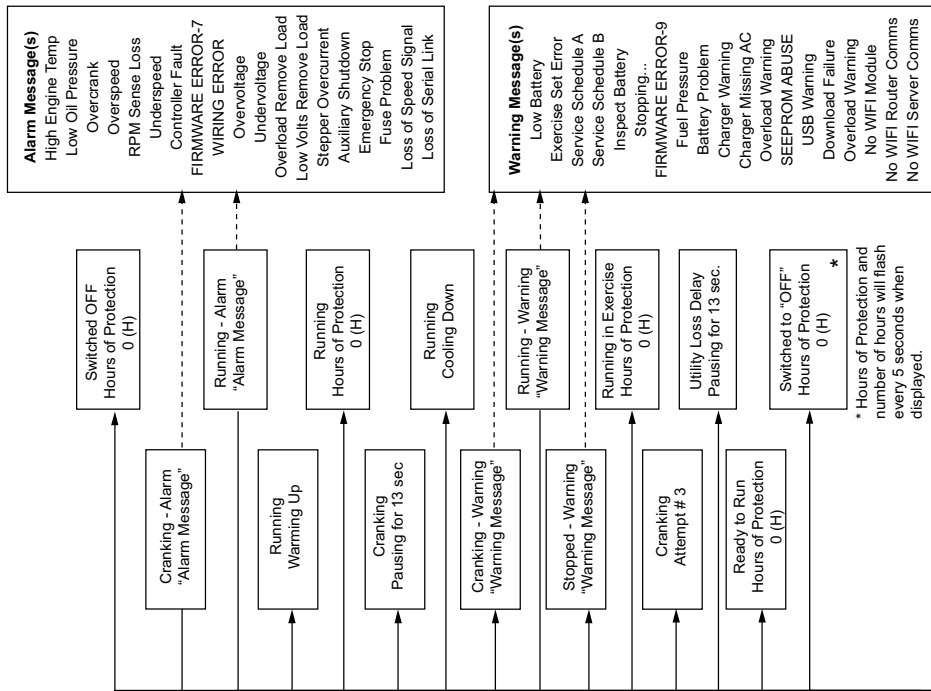 Switched OFF
Hours of Protection
0 (H)
Cranking - Alarm
“Alarm Message”
Running - Alarm
“Alarm Message”
Running
Warming Up
Running
Hours of Protection
0 (H)
Cranking
Pausing for 13 sec
Running
Cooling Down
Cranking - Warning
“Warning Message”
Running - Warning
“Warning Message”
Stopped - Warning
“Warning Message”
Running in Exercise
Hours of Protection
0 (H)
Cranking
Attempt # 3
Utility Loss Delay
Pausing for 13 sec.
Ready to Run
Hours of Protection
0 (H)
Switched to “OFF”
Hours of Protection
0 (H)
*
* Hours of Protection and
number of hours will flash
every 5 seconds when
displayed.
Alarm Message(s)
High Engine Temp
Low Oil Pressure
Overcrank
Overspeed
RPM Sense Loss
Underspeed
Controller Fault
FIRMWARE ERROR-7
WIRING ERROR
Overvoltage
Undervoltage
Overload Remove Load
Low Volts Remove Load
Stepper Overcurrent
Auxiliary Shutdown
Emergency Stop
Fuse Problem
Loss of Speed Signal
Loss of Serial Link
Warning Message(s)
Low Battery
Exercise Set Error
Service Schedule A
Service Schedule B
Inspect Battery
Stopping...
FIRMWARE ERROR-9
Fuel Pressure
Battery Problem
Charger Warning
Charger Missing AC
Overload Warning
SEEPROM ABUSE
USB Warning
Download Failure
Overload Warning
No WIFI Module
No WIFI Router Comms
No WIFI Server Comms